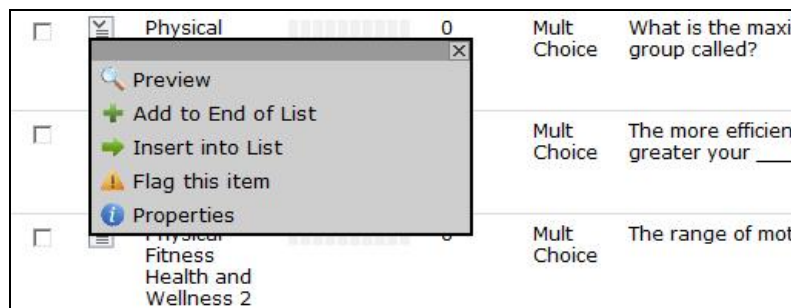 Physical 0 Mult What is the maxi
Choice group called?
Preview
Add to End of List
Insert into List
Flag this item
Properties
Mult The more efficien
Choice greater your ____
Physical 0 Mult The range of mot
Fitness Choice
Health and
Wellness 2